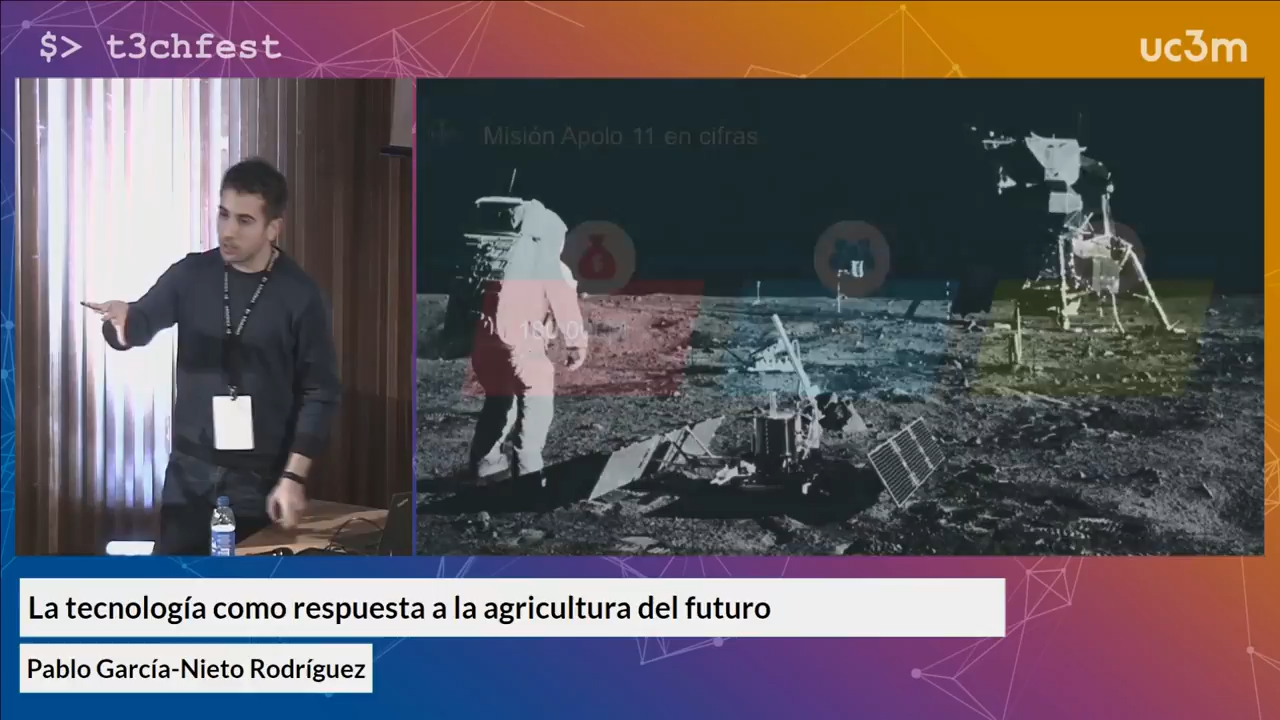 $> t3chfest
uc3m
Misión Apolo 11 en cifras
La tecnología como respuesta a la agricultura del futuro
Pablo García-Nieto Rodríguez